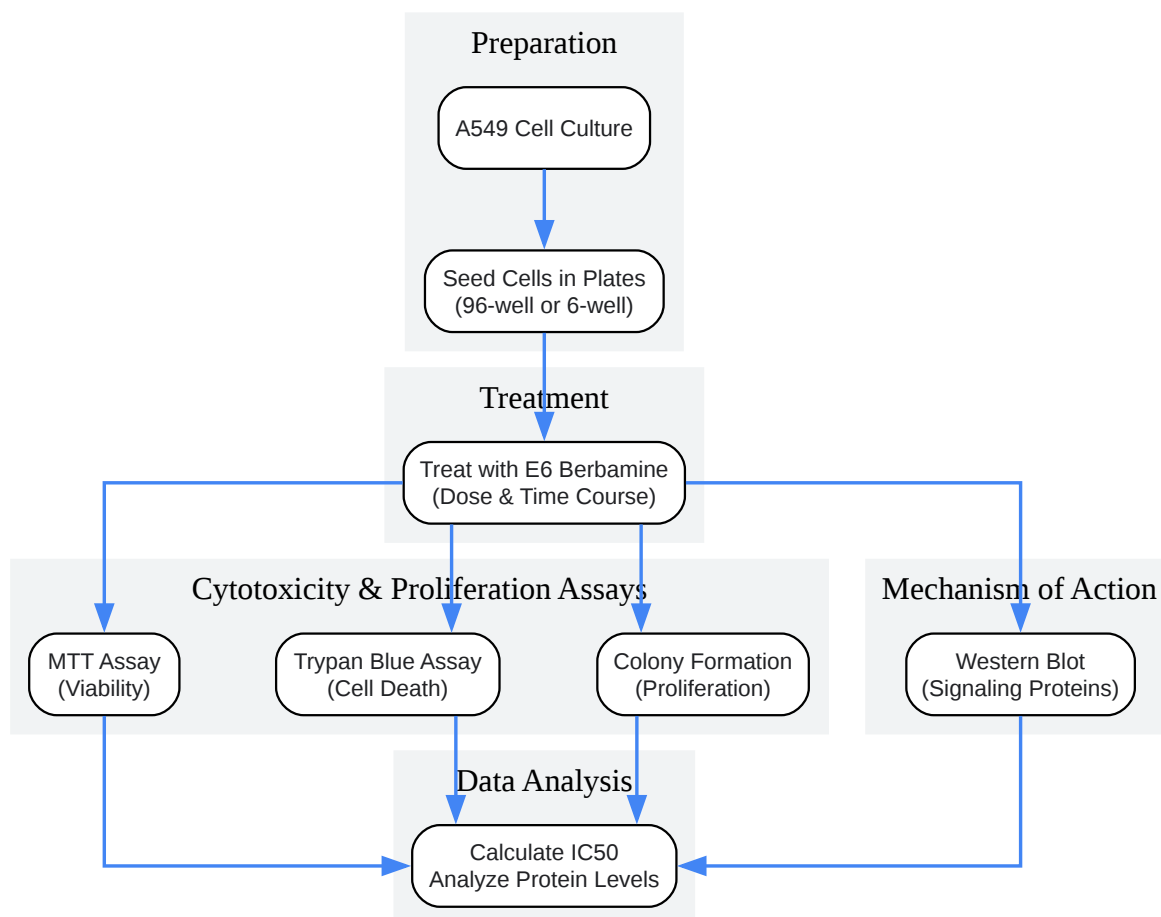 Preparation
A549 Cell Culture
Seed Cells in Plates
(96-well or 6-well)
Treatment
Treat with E6 Berbamine
(Dose & Time Course)
Cytotoxicity & Proliferation Assays
MTT Assay
(Viability)
Trypan Blue Assay
(Cell Death)
Colony Formation
(Proliferation)
Mechanism of Action
Western Blot
(Signaling Proteins)
Data Analysis
Calculate IC50
Analyze Protein Levels